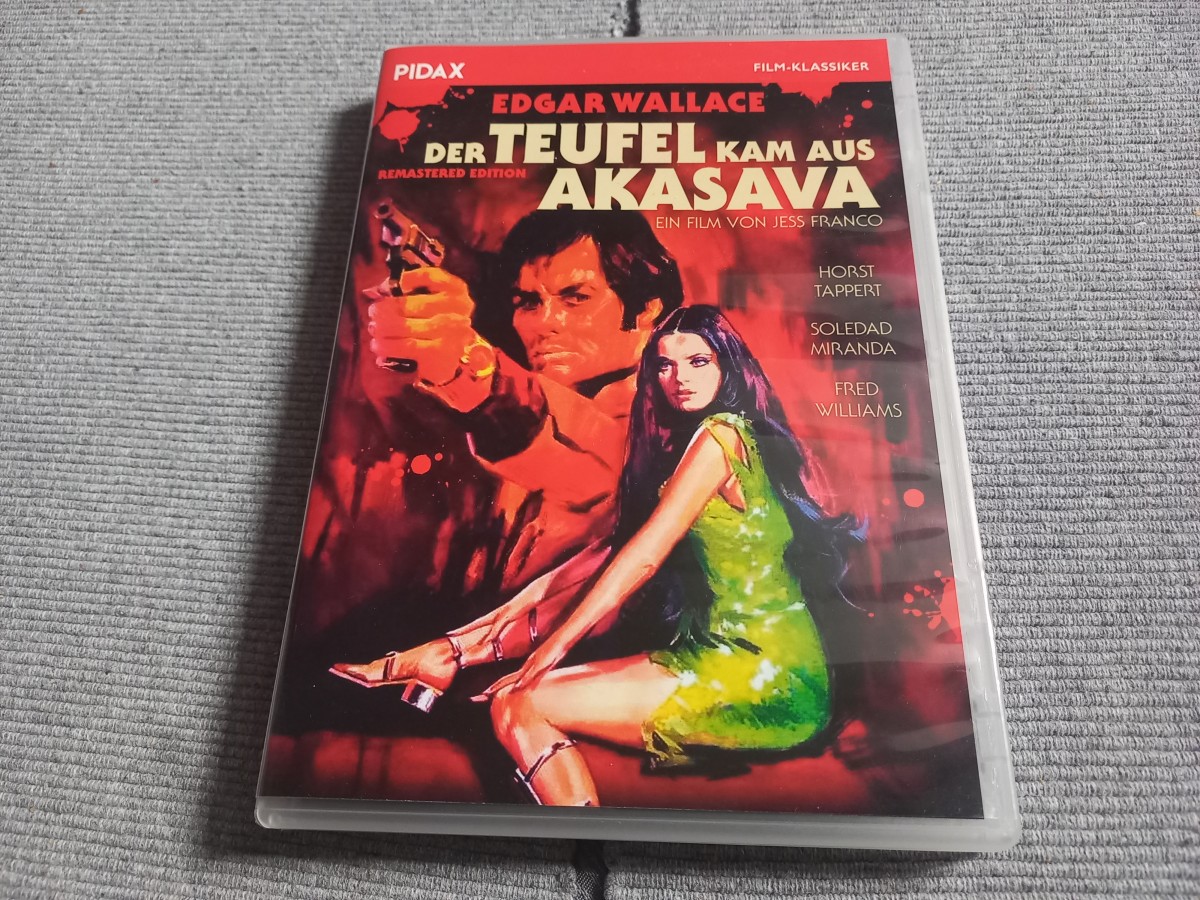 PIDAX
FILM-KLASSIKER
EDGAR WALLACE
DER TEUFEL KAM AUS
REMASTERED EDITION
AKASAVA
EIN FILM VON JESS FRANCO
HORST
TAPPERT
SOLEDAD
MIRANDA
FRED
WILLIAMS